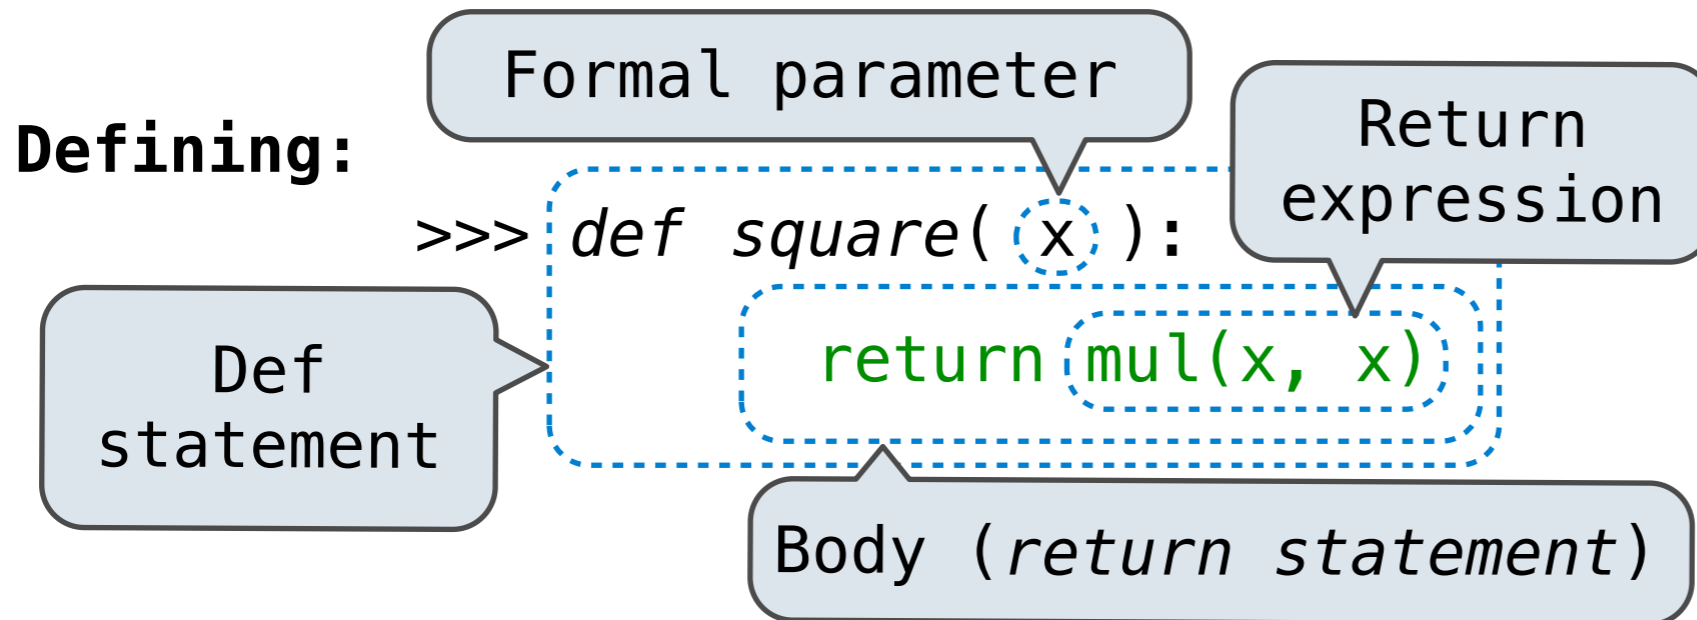 Formal parameter
Defining:
Return
expression
>>> def square( x ):
Def
statement
return mul(x, x)
Body (return statement)